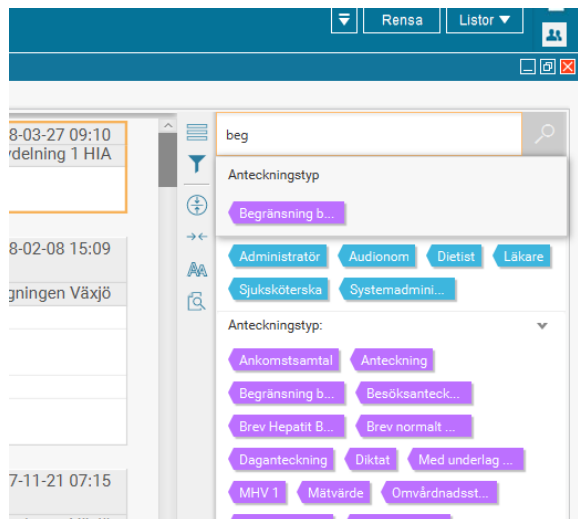 Rensa
Listor
8-03-27 09:10
vdelning 1 HIA
8-02-08 15:09
gningen Växjö
7-11-21 07:15
beg
Anteckningstyp
Begränsning b...
Administratör Audionom Dietist Läkare
Sjuksköterska Systemadmini...
Anteckningstyp:
Ankomstsamtal Anteckning
Begränsning b... Besöksanteck...
Brev Hepatit B... Brev normalt ...
Daganteckning Diktat Med underlag ...
MHV 1 Mätvärde Omvårdnadsst...